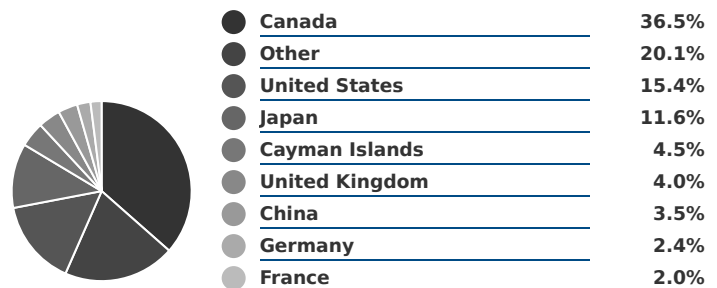 Canada 36.5%
Other 20.1%
United States 15.4%
Japan 11.6%
Cayman Islands 4.5%
United Kingdom 4.0%
China 3.5%
Germany 2.4%
France 2.0%